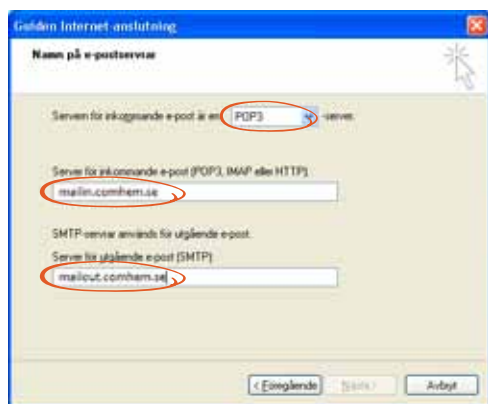 Guiden Internet-anslutning
Namn på e-postservrar
Servern för inkommande e-post är en POP3 -server.
Server för inkommande e-post (POP3, IMAP eller HTTP):
mailin.comhem.se
SMTP-servrar används för utgående e-post.
Server för utgående e-post (SMTP):
mailout.comhem.se
< Föregående Nästa > Avbryt